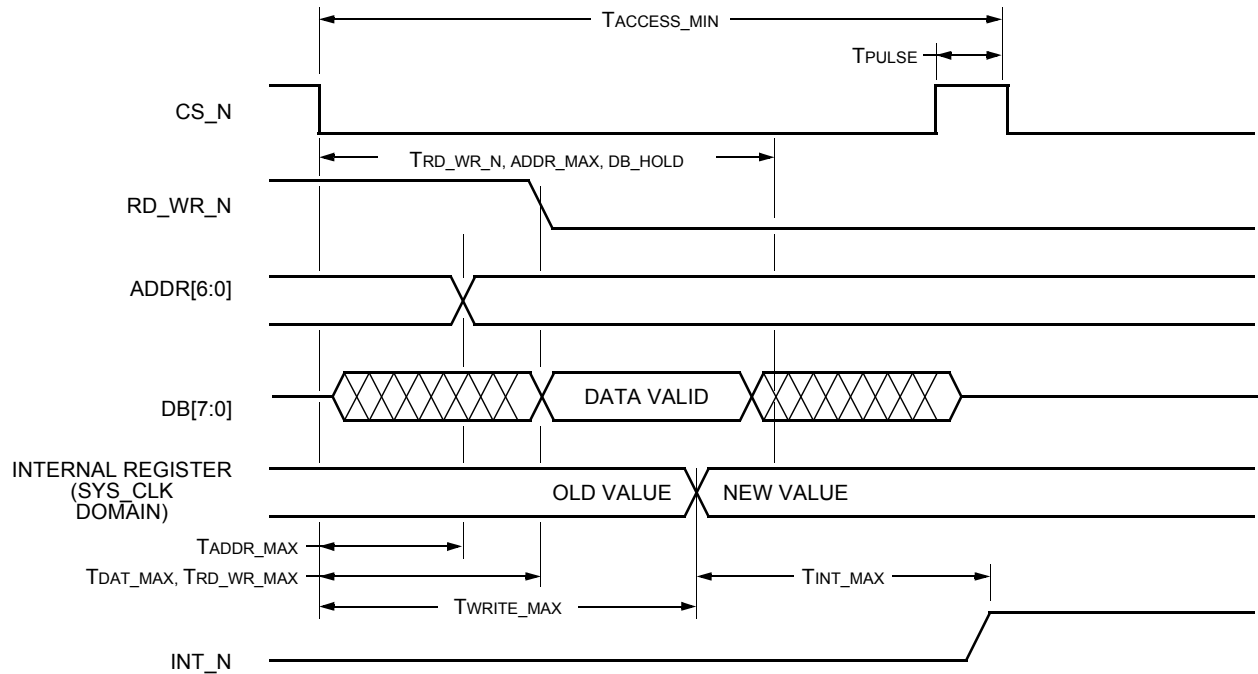 TACCESS_MIN
TPULSE
CS_N
TRD_WR_N, ADDR_MAX, DB_HOLD
RD_WR_N
ADDR[6:0]
DATA VALID
DB[7:0]
INTERNAL REGISTER
(SYS_CLK
DOMAIN)
OLD VALUE
NEW VALUE
TADDR_MAX
TDAT_MAX, TRD_WR_MAX
TINT_MAX
TWRITE_MAX
INT_N